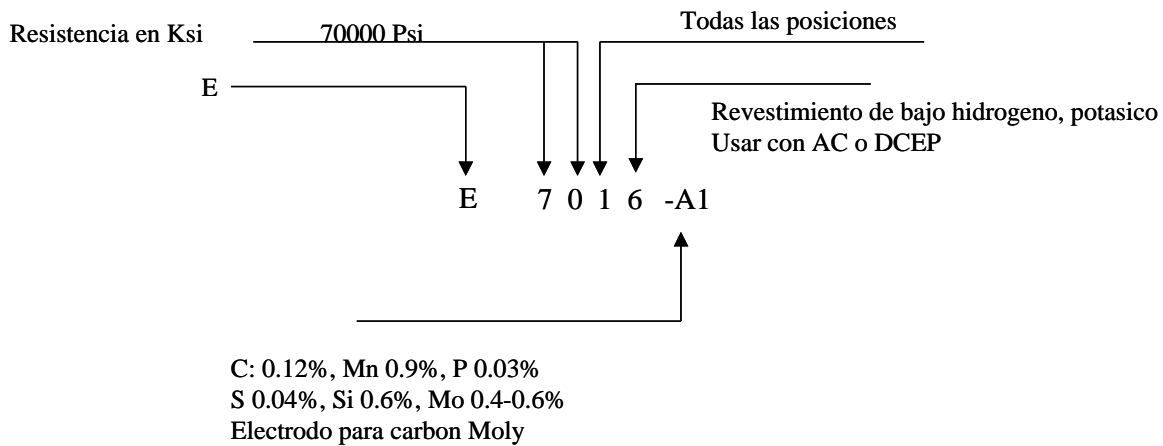 Resistencia en Ksi 70000 Psi
Todas las posiciones
E
Revestimiento de bajo hidrogeno, potasico
Usar con AC o DCEP
E 7 0 1 6 -A1
C: 0.12%, Mn 0.9%, P 0.03%
S 0.04%, Si 0.6%, Mo 0.4-0.6%
Electrodo para carbon Moly